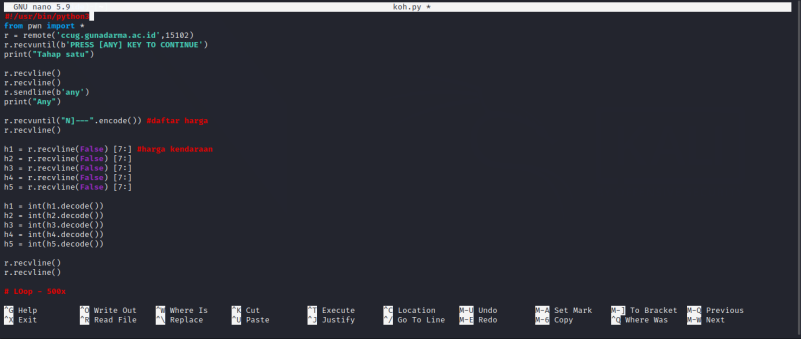 GNU nano 5.9 koh.py *
#!/usr/bin/python3
from pwn import *
r = remote('ccug.gunadarma.ac.id',15102)
r.recvuntil(b'PRESS [ANY] KEY TO CONTINUE')
print("Tahap satu")
r.recvline()
r.recvline()
r.sendline(b'any')
print("Any")
r.recvuntil("N]---".encode()) #daftar harga
r.recvline()
h1 = r.recvline(False) [7:] #harga kendaraan
h2 = r.recvline(False) [7:]
h3 = r.recvline(False) [7:]
h4 = r.recvline(False) [7:]
h5 = r.recvline(False) [7:]
h1 = int(h1.decode())
h2 = int(h2.decode())
h3 = int(h3.decode())
h4 = int(h4.decode())
h5 = int(h5.decode())
r.recvline()
r.recvline()
# LOop - 500x
^G Help ^O Write Out ^W Where Is ^K Cut ^T Execute ^C Location M-U Undo M-A Set Mark M-] To Bracket M-Q Previous
^X Exit ^R Read File ^\ Replace ^U Paste ^J Justify ^/ Go To Line M-E Redo M-6 Copy ^Q Where Was M-W Next